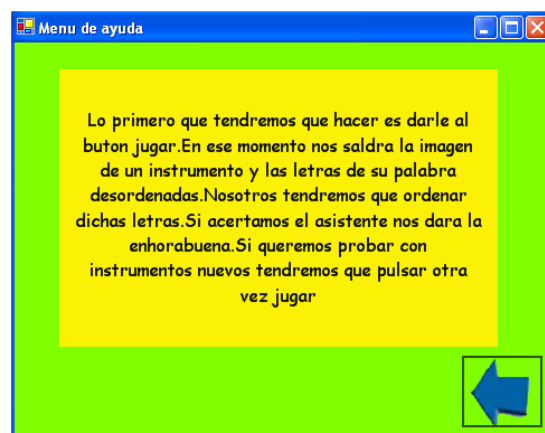 Menu de ayuda
Lo primero que tendremos que hacer es darle al
buton jugar.En ese momento nos saldra la imagen
de un instrumento y las letras de su palabra
desordenadas.Nosotros tendremos que ordenar
dichas letras.Si acertamos el asistente nos dara la
enhorabuena.Si queremos probar con
instrumentos nuevos tendremos que pulsar otra
vez jugar